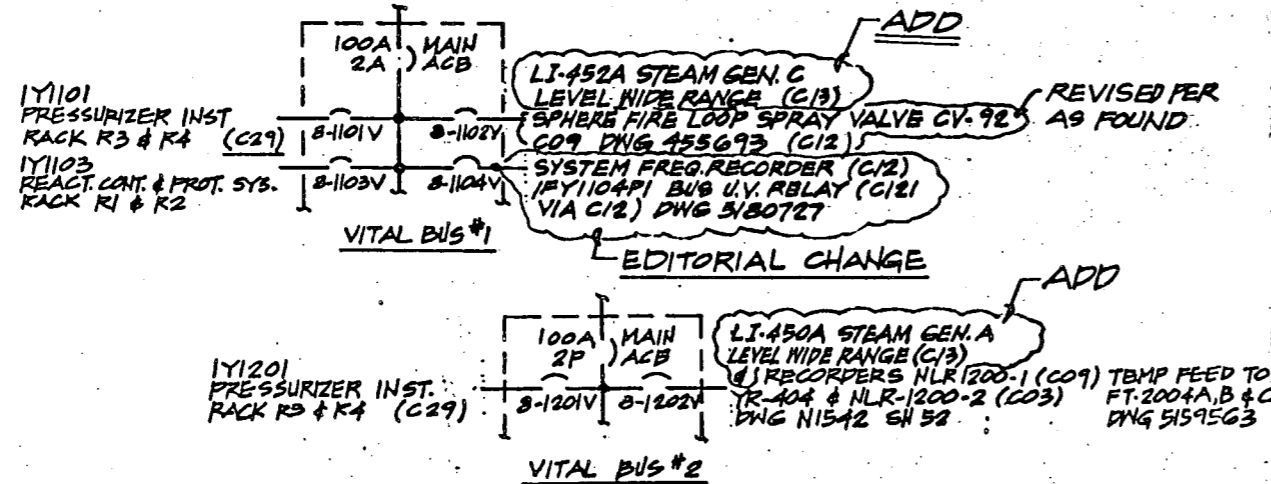 ADD
100A MAIN
2A ACB
LI-452A STEAM GEN. C
LEVEL WIDE RANGE (C13)
1Y1101
PRESSURIZER INST
RACK R3 & R4 (C29)
8-1101V
8-1102V
SPHERE FIRE LOOP SPRAY VALVE CV-92
C09 DWG 455693 (C12)
REVISED PER
AS FOUND
1Y1103
REACT. CONT. & PROT. SYS.
RACK R1 & R2
8-1103V
8-1104V
SYSTEM FREQ. RECORDER (C12)
1FY1104P1 BUS U.V. RELAY (C121
VIA C12) DWG 5180727
VITAL BUS #1
EDITORIAL CHANGE
ADD
100A MAIN
2P ACB
LI-450A STEAM GEN. A
LEVEL WIDE RANGE (C13)
1Y1201
PRESSURIZER INST.
RACK R3 & R4 (C29)
8-1201V
8-1202V
& RECORDERS NLR1200-1 (C09)
YR-404 & NLR-1200-2 (C03)
DWG N1542 SH 52
TEMP FEED TO
FT-2004A, B & C
DWG 5159563
VITAL BUS #2